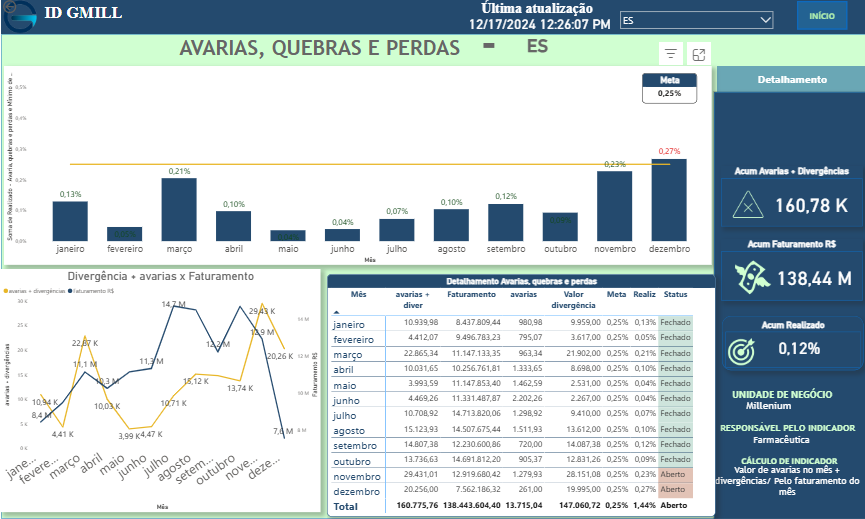 ID GMILL
Última atualização
12/17/2024 12:26:07 PM
ES
INÍCIO
AVARIAS, QUEBRAS E PERDAS - ES
Detalhamento
Meta
0,25%
Soma de Realizado - Avaria, quebras e perdas e Mínimo de ...
0,5%
0,4%
0,3%
0,2%
0,1%
0,0%
0,13%
0,21%
0,10%
0,04%
0,07%
0,10%
0,12%
0,23%
0,27%
janeiro fevereiro março abril maio junho julho agosto setembro outubro novembro dezembro
Mês
Acum Avarias + Divergências
160,78 K
Acum Faturamento R$
138,44 M
Acum Realizado
0,12%
UNIDADE DE NEGÓCIO
Millenium
RESPONSÁVEL PELO INDICADOR
Farmacêutica
CÁLCULO DE INDICADOR
Valor de avarias no mês +
divergências/ Pelo faturamento do
mês
Divergência + avarias x Faturamento
avarias + divergências faturamento R$
avarias + divergências
30 K
25 K
20 K
15 K
10 K
5 K
0 K
10,94 K
8,4 M
4,41 K
22,87 K
11,1 M
10,03 K
10,3 M
3,99 K
4,47 K
11,3 M
10,71 K
14,7 M
15,12 K
12,2 M
13,74 K
29,43 K
12,9 M
20,26 K
7,6 M
14 M
12 M
10 M
8 M
Faturamento R$
jane... fevere... março abril maio junho julho agosto setem... outubro nove... deze...
Mês
Detalhamento Avarias, quebras e perdas
Mês avarias + diver Faturamento avarias Valor divergência Meta Realiz Status
janeiro 10.939,98 8.437.809,44 980,98 9.959,00 0,25% 0,13% Fechado
fevereiro 4.412,07 9.496.783,23 795,07 3.617,00 0,25% 0,05% Fechado
março 22.865,34 11.147.133,35 963,34 21.902,00 0,25% 0,21% Fechado
abril 10.031,65 10.256.761,81 1.333,65 8.698,00 0,25% 0,10% Fechado
maio 3.993,59 11.147.853,40 1.462,59 2.531,00 0,25% 0,04% Fechado
junho 4.469,26 11.331.487,87 2.202,26 2.267,00 0,25% 0,04% Fechado
julho 10.708,92 14.713.820,06 1.298,92 9.410,00 0,25% 0,07% Fechado
agosto 15.123,93 14.507.675,44 1.511,93 13.612,00 0,25% 0,10% Fechado
setembro 14.807,38 12.230.600,86 720,00 14.087,38 0,25% 0,12% Fechado
outubro 13.736,63 14.691.812,20 905,37 12.831,26 0,25% 0,09% Fechado
novembro 29.431,01 12.919.680,42 1.279,93 28.151,08 0,25% 0,23% Aberto
dezembro 20.256,00 7.562.186,32 261,00 19.995,00 0,25% 0,27% Aberto
Total 160.775,76 138.443.604,40 13.715,04 147.060,72 0,25% 1,44% Aberto